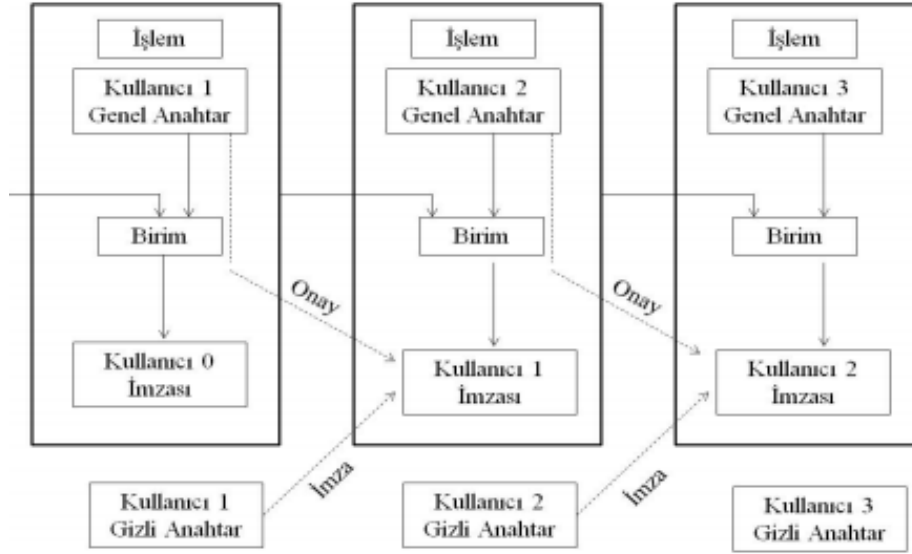 İşlem
Kullanıcı 1
Genel Anahtar
Birim
Kullanıcı 0
İmzası
İşlem
Kullanıcı 2
Genel Anahtar
Birim
Onay
Kullanıcı 1
İmzası
İşlem
Kullanıcı 3
Genel Anahtar
Birim
Onay
Kullanıcı 2
İmzası
Kullanıcı 1
Gizli Anahtar
İmza
Kullanıcı 2
Gizli Anahtar
İmza
Kullanıcı 3
Gizli Anahtar